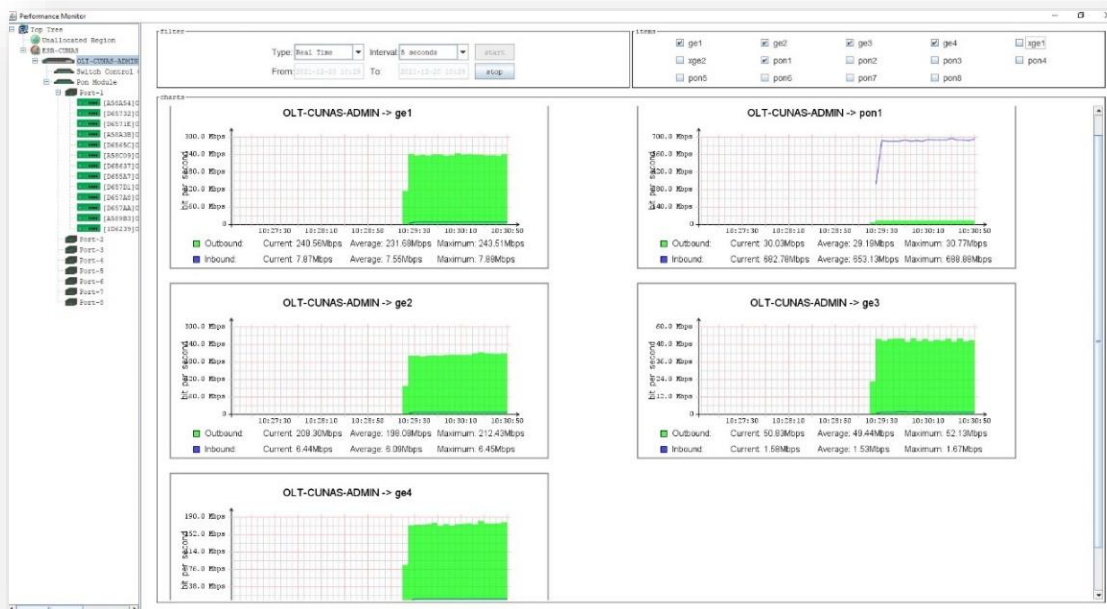 Performance Monitor
Top Tree
Unallocated Region
ESR-CUNAS
OLT-CUNAS-ADMIN
Switch Control
Pon Module
Port-1
Port-2
Port-3
Port-4
Port-5
Port-6
Port-7
Port-8
filter
Type: Real Time Interval: 5 seconds start
From: To: stop
items
ge1 ge2 ge3 ge4 xge1
xge2 pon1 pon2 pon3 pon4
pon5 pon6 pon7 pon8
charts
OLT-CUNAS-ADMIN -> ge1
300.0 Mbps
bit per second
0
10:27:30 10:28:10 10:28:50 10:29:30 10:30:10 10:30:50
Outbound: Current: 240.56Mbps Average: 231.68Mbps Maximum: 243.51Mbps
Inbound: Current: 7.87Mbps Average: 7.55Mbps Maximum: 7.88Mbps
OLT-CUNAS-ADMIN -> pon1
700.0 Mbps
bit per second
0
10:27:30 10:28:10 10:28:50 10:29:30 10:30:10 10:30:50
Outbound: Current: 30.03Mbps Average: 29.19Mbps Maximum: 30.77Mbps
Inbound: Current: 682.78Mbps Average: 653.13Mbps Maximum: 688.88Mbps
OLT-CUNAS-ADMIN -> ge2
300.0 Mbps
bit per second
0
10:27:30 10:28:10 10:28:50 10:29:30 10:30:10 10:30:50
Outbound: Current: 208.30Mbps Average: 198.08Mbps Maximum: 212.43Mbps
Inbound: Current: 6.44Mbps Average: 6.09Mbps Maximum: 6.45Mbps
OLT-CUNAS-ADMIN -> ge3
60.0 Mbps
bit per second
0
10:27:30 10:28:10 10:28:50 10:29:30 10:30:10 10:30:50
Outbound: Current: 50.83Mbps Average: 49.44Mbps Maximum: 52.13Mbps
Inbound: Current: 1.58Mbps Average: 1.53Mbps Maximum: 1.67Mbps
OLT-CUNAS-ADMIN -> ge4
190.0 Mbps
bit per second